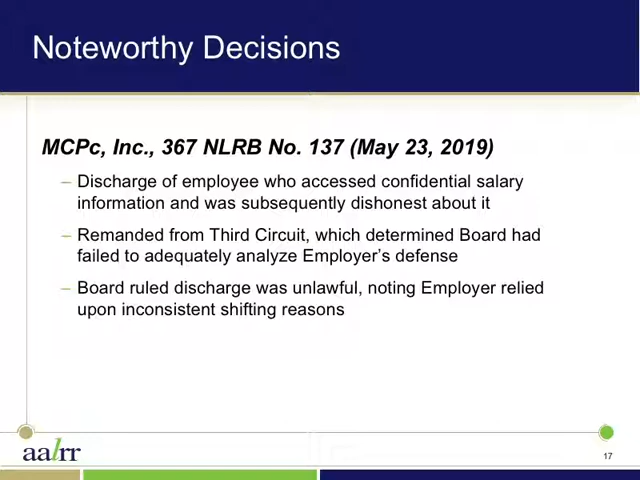 Noteworthy Decisions
MCPc, Inc., 367 NLRB No. 137 (May 23, 2019)
– Discharge of employee who accessed confidential salary
information and was subsequently dishonest about it
– Remanded from Third Circuit, which determined Board had
failed to adequately analyze Employer’s defense
– Board ruled discharge was unlawful, noting Employer relied
upon inconsistent shifting reasons
aalrr
17